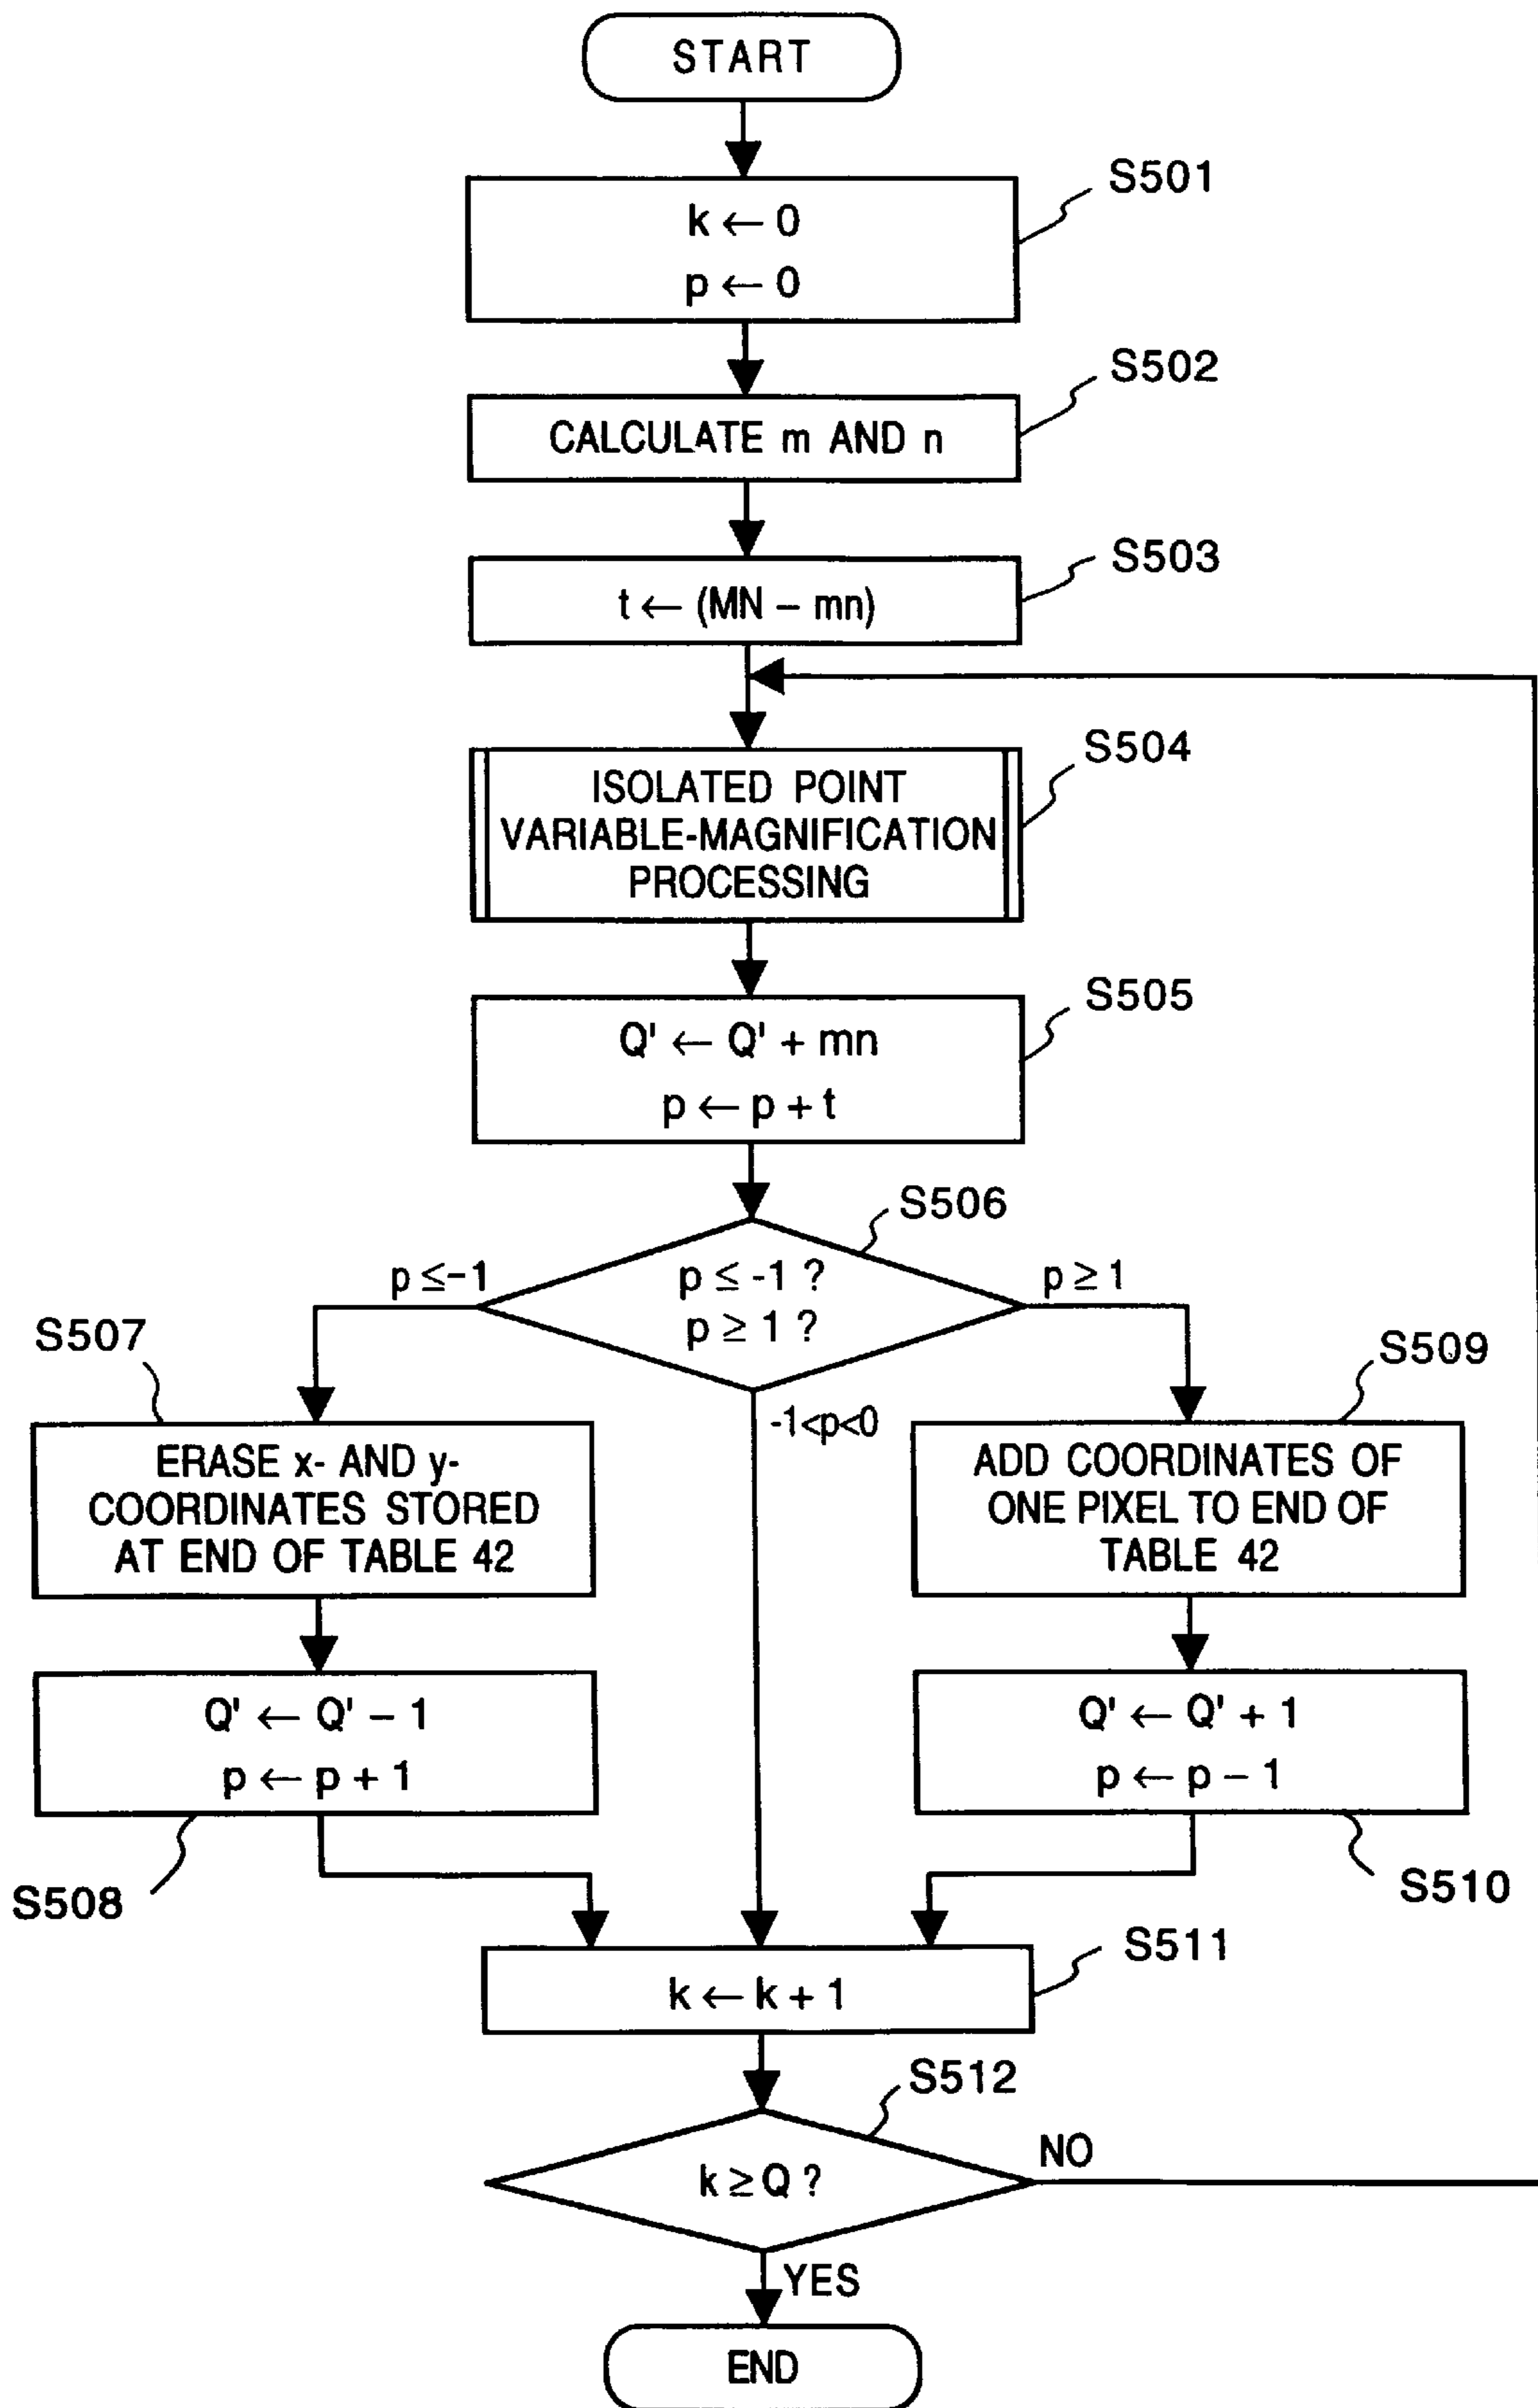 START
S501
k ← 0
p ← 0
S502
CALCULATE m AND n
S503
t ← (MN – mn)
S504
ISOLATED POINT
VARIABLE-MAGNIFICATION
PROCESSING
S505
Q' ← Q' + mn
p ← p + t
S506
p ≤ -1 ?
p ≥ 1 ?
p ≤-1
p ≥ 1
-1<p<0
S507
ERASE x- AND y-
COORDINATES STORED
AT END OF TABLE 42
S509
ADD COORDINATES OF
ONE PIXEL TO END OF
TABLE 42
Q' ← Q' – 1
p ← p + 1
S508
Q' ← Q' + 1
p ← p – 1
S510
S511
k ← k + 1
S512
k ≥ Q ?
NO
YES
END